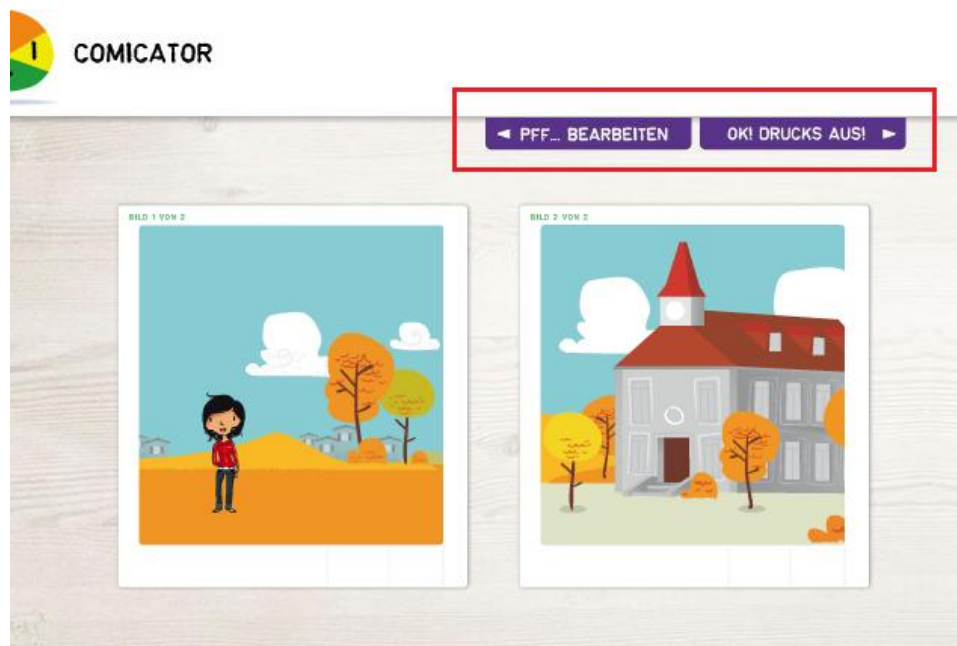 COMICATOR
◄ PFF... BEARBEITEN
OK! DRUCKS AUS! ►
BILD 1 VON 2
BILD 2 VON 2